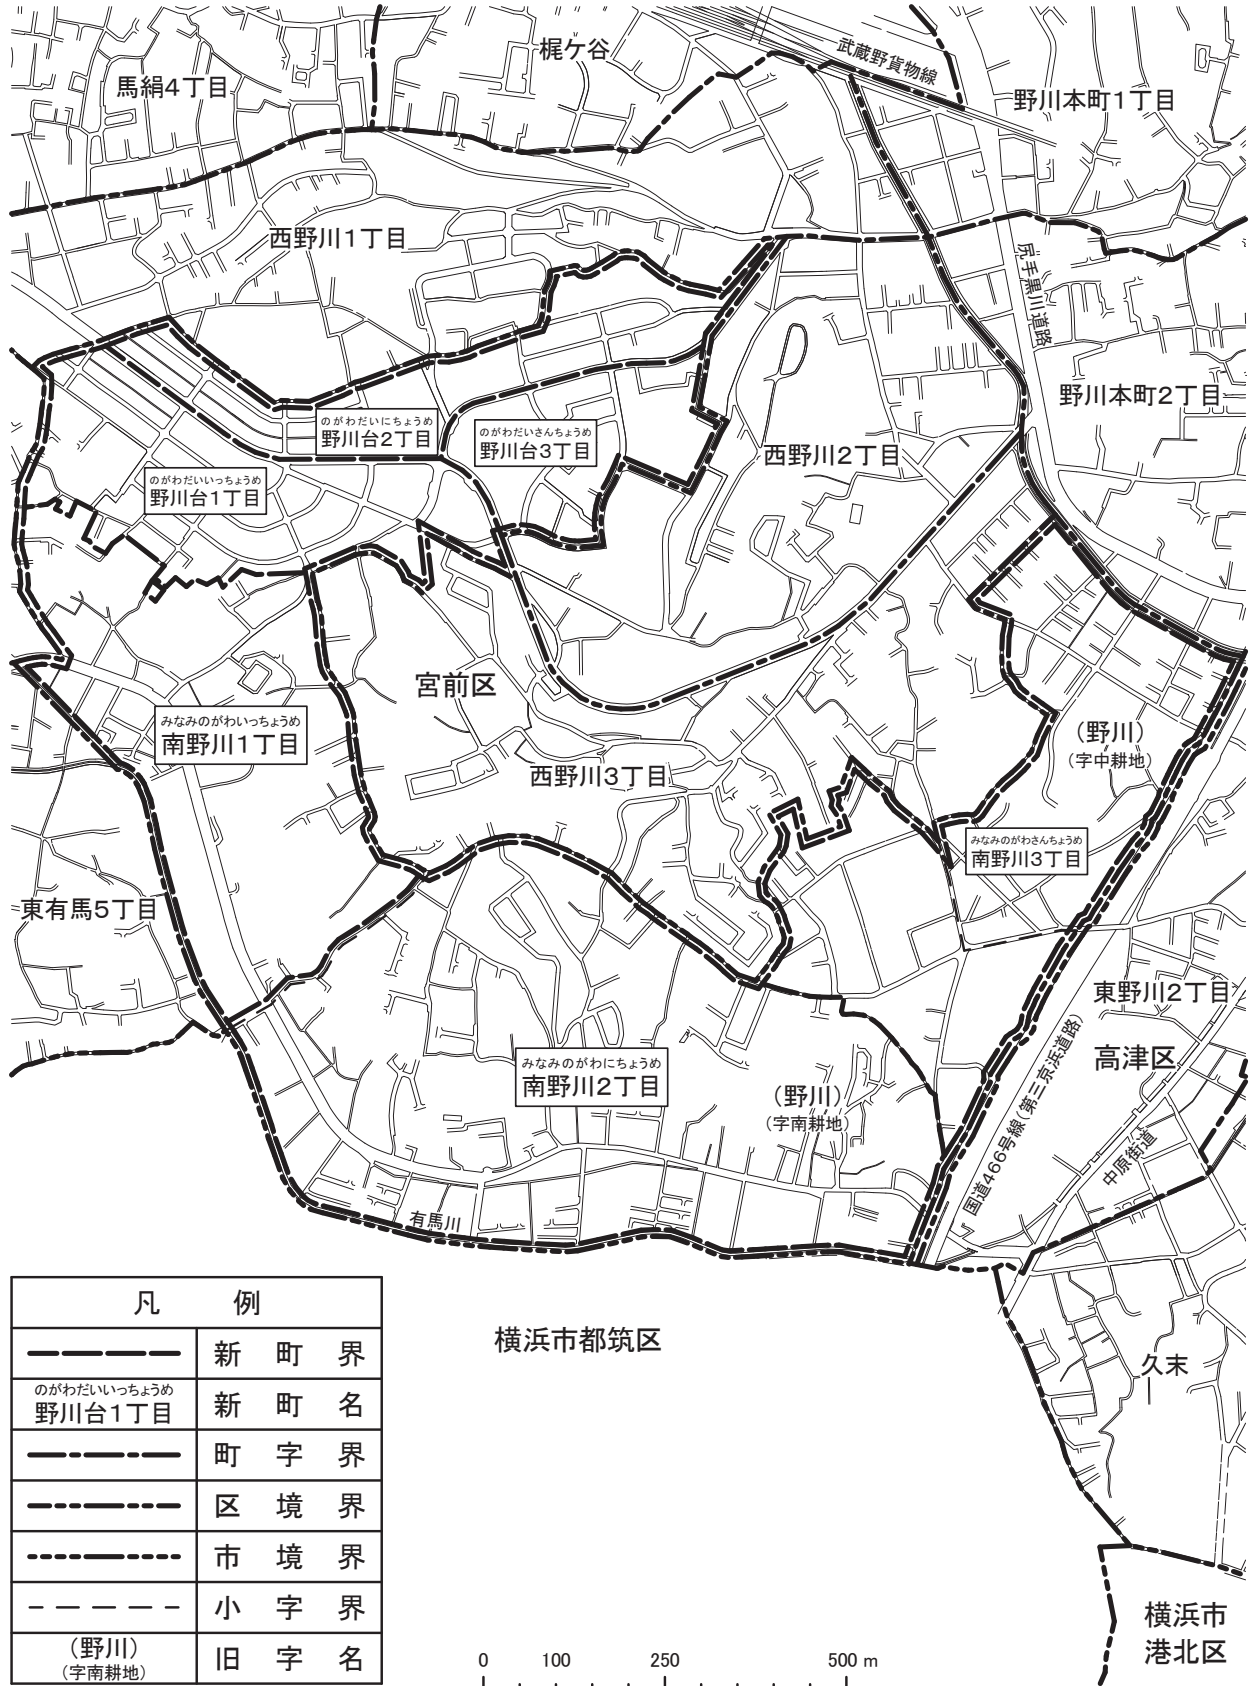 馬絹4丁目
梶ケ谷
武蔵野貨物線
野川本町1丁目
西野川1丁目
尻手黒川道路
野川本町2丁目
のがわだいにちょうめ
野川台2丁目
のがわだいさんちょうめ
野川台3丁目
西野川2丁目
のがわだいいっちょうめ
野川台1丁目
宮前区
みなみのがわいっちょうめ
南野川1丁目
(野川)
(字中耕地)
西野川3丁目
みなみのがわさんちょうめ
南野川3丁目
東有馬5丁目
東野川2丁目
高津区
みなみのがわにちょうめ
南野川2丁目
(野川)
(字南耕地)
国道466号線(第三京浜道路)
中原街道
有馬川
横浜市都筑区
久末
横浜市
港北区
凡 例
新町界
のがわだいいっちょうめ
野川台1丁目 新町名
町字界
区境界
市境界
小字界
(野川)
(字南耕地) 旧字名
0 100 250 500 m